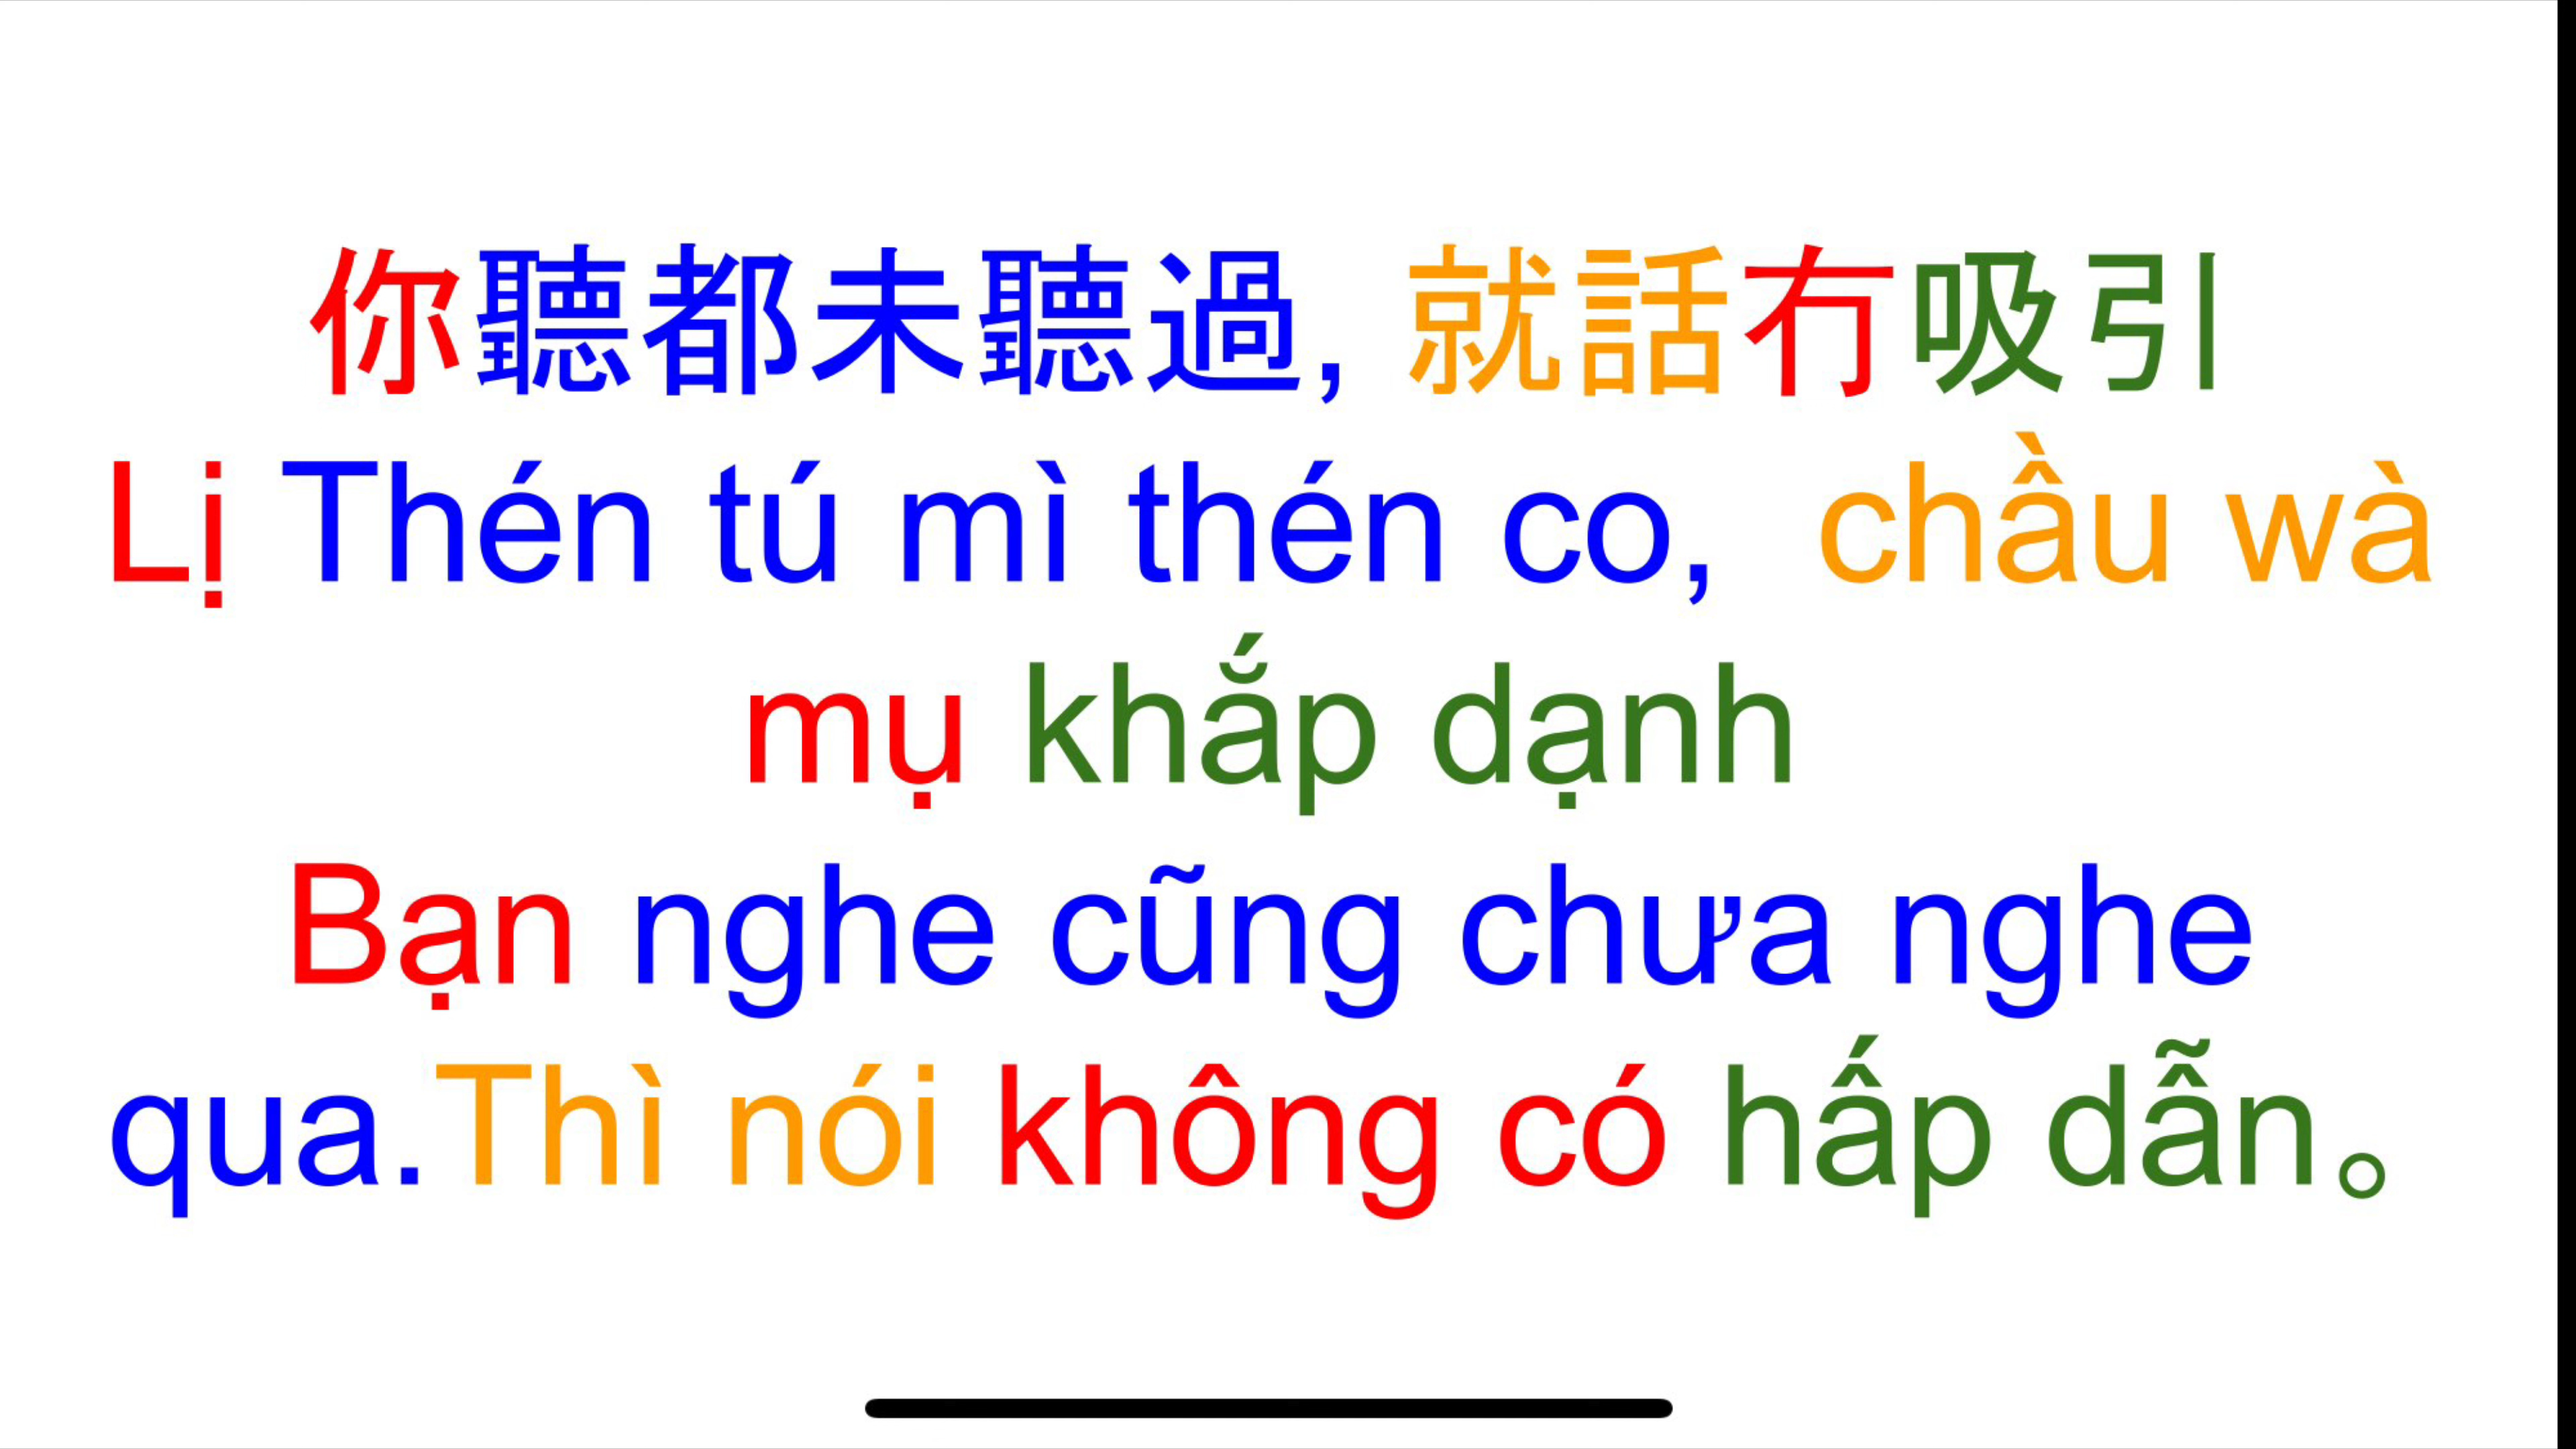 你聽都未聽過, 就話冇吸引
Lị Thén tú mì thén co,  chầu wà
mụ khắp dạnh
Bạn nghe cũng chưa nghe
qua.Thì nói không có hấp dẫn。